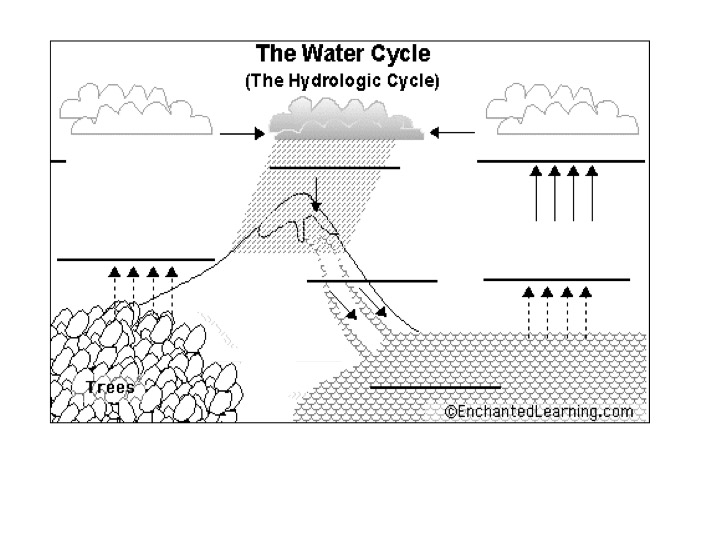 The Water Cycle
(The Hydrologic Cycle)
Trees
©EnchantedLearning.com